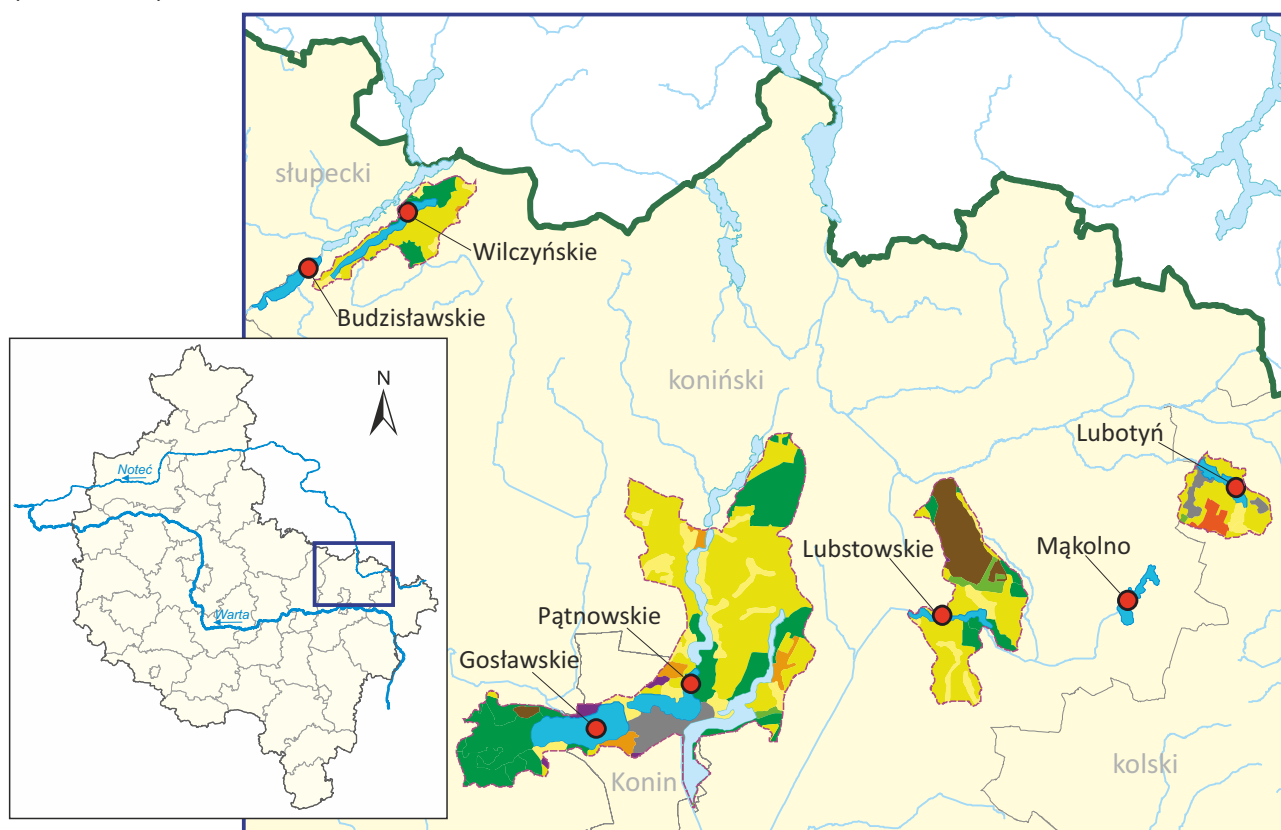 słupecki
Wilczyńskie
Budzisławskie
koniński
N
Lubotyń
Noteć
Lubstowskie
Mąkolno
Pątnowskie
Warta
Gosławskie
Konin
kolski